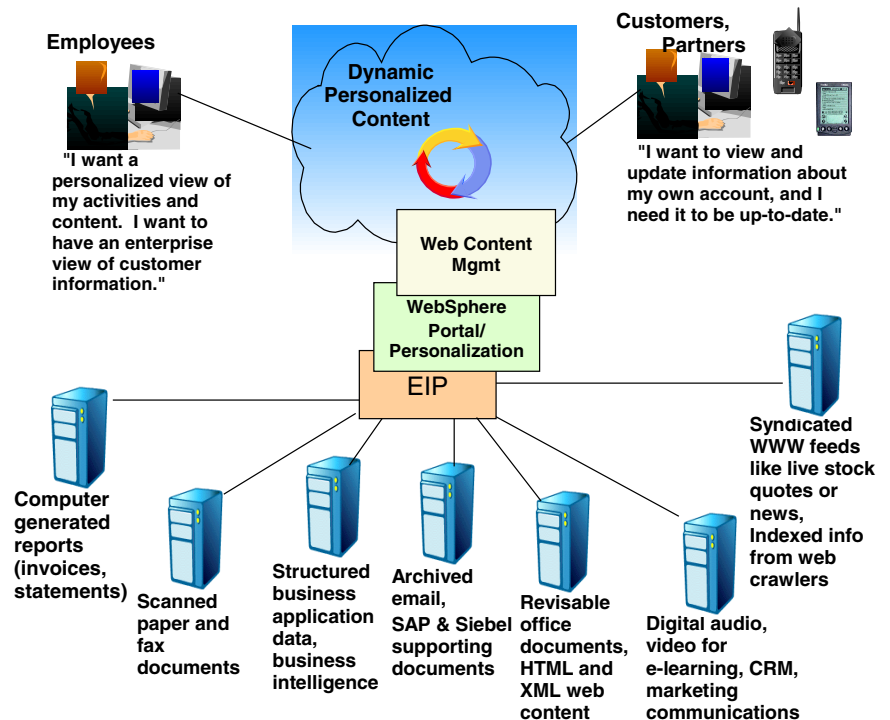 Employees
"I want a
personalized view of
my activities and
content. I want to
have an enterprise
view of customer
information."
Dynamic
Personalized
Content
Customers,
Partners
"I want to view and
update information about
my own account, and I
need it to be up-to-date."
Web Content
Mgmt
WebSphere
Portal/
Personalization
EIP
Computer
generated
reports
(invoices,
statements)
Scanned
paper and
fax
documents
Structured
business
application
data,
business
intelligence
Archived
email,
SAP & Siebel
supporting
documents
Revisable
office
documents,
HTML and
XML web
content
Digital audio,
video for
e-learning, CRM,
marketing
communications
Syndicated
WWW feeds
like live stock
quotes or
news,
Indexed info
from web
crawlers